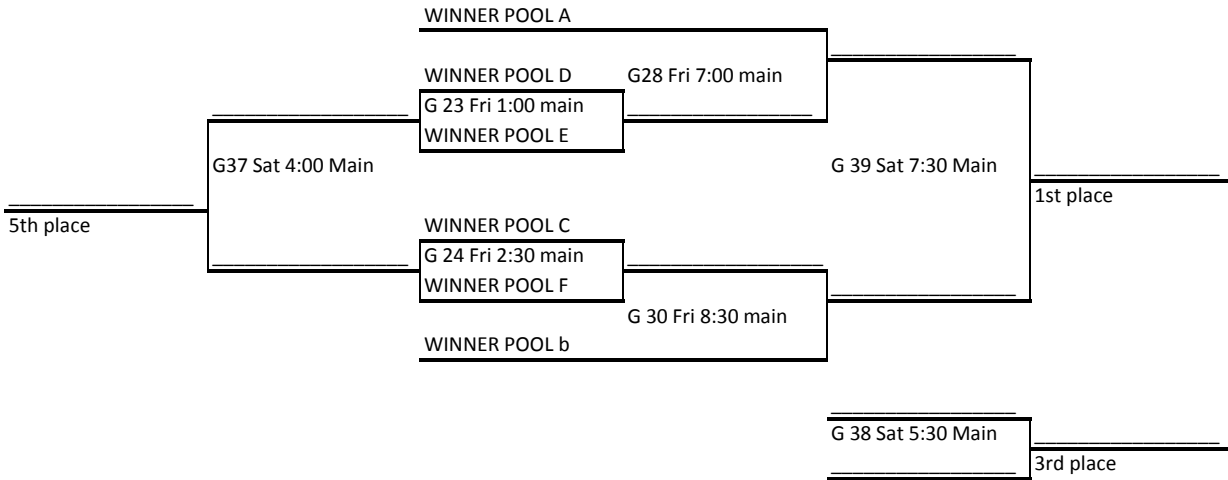 WINNER POOL A
WINNER POOL D
G28 Fri 7:00 main
G 23 Fri 1:00 main
WINNER POOL E
G37 Sat 4:00 Main
G 39 Sat 7:30 Main
1st place
5th place
WINNER POOL C
G 24 Fri 2:30 main
WINNER POOL F
G 30 Fri 8:30 main
WINNER POOL b
G 38 Sat 5:30 Main
3rd place